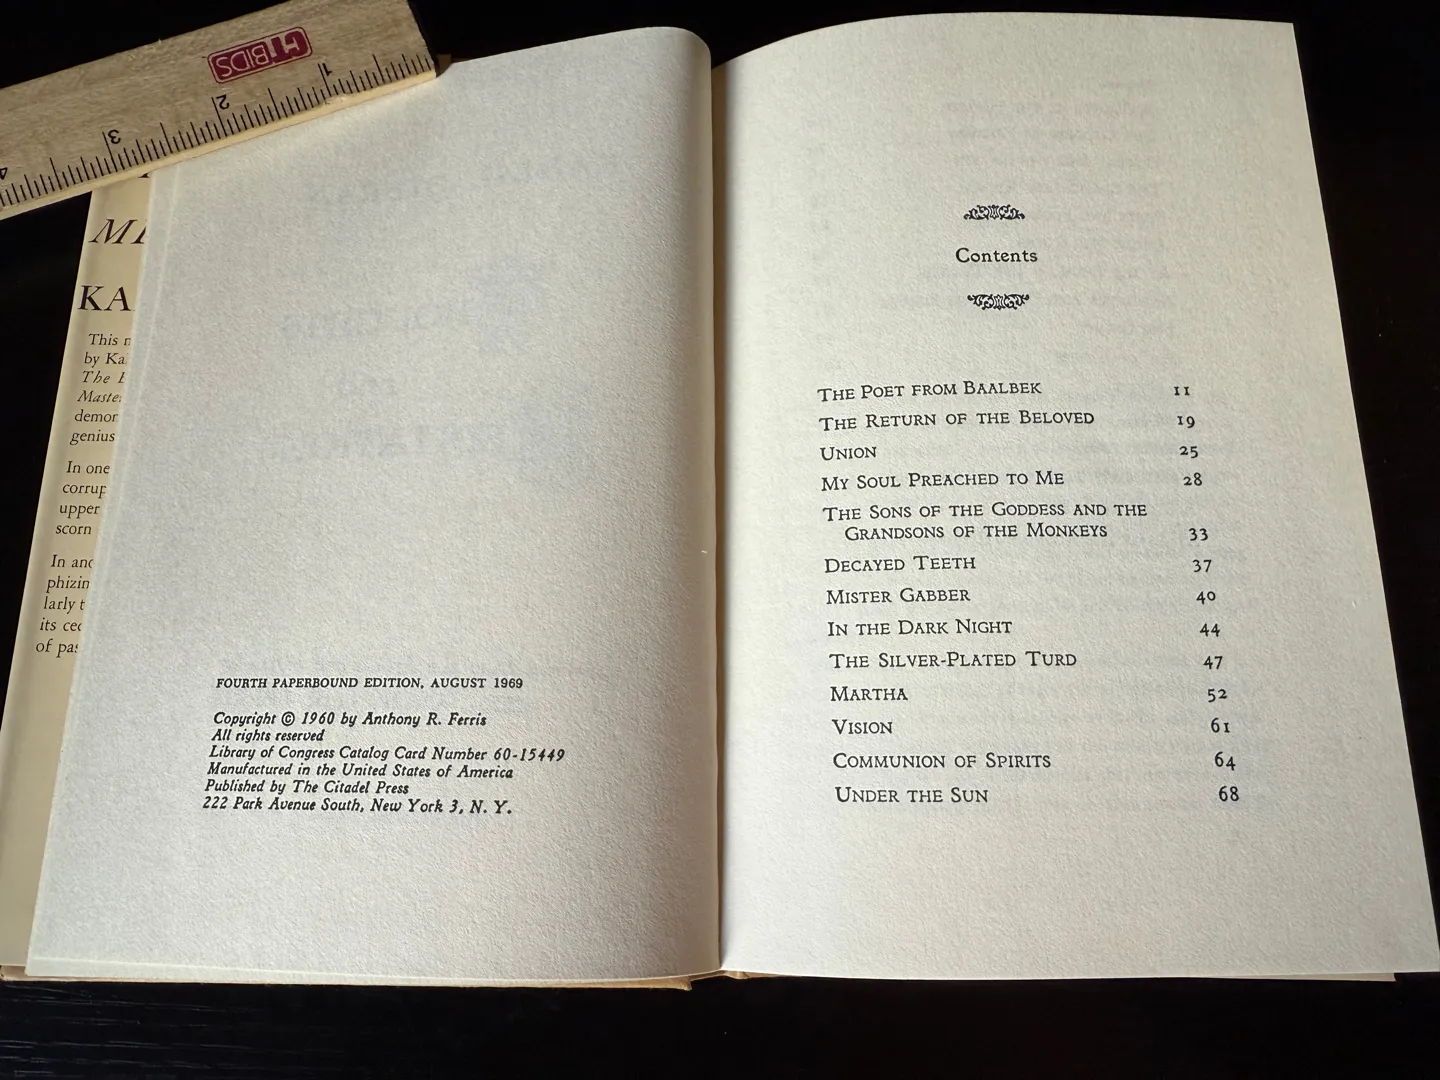 HTBIDS
1
2
3
4
KA
This
by Ka
The
demor
genius
In one
corrup
upper
scorn
In and
phizin
larly t
its cec
of pas
FOURTH PAPERBOUND EDITION, AUGUST 1969
Copyright © 1960 by Anthony R. Ferris
All rights reserved
Library of Congress Catalog Card Number 60-15449
Manufactured in the United States of America
Published by The Citadel Press
222 Park Avenue South, New York 3, N. Y.
Contents
THE POET FROM BAALBEK 11
THE RETURN OF THE BELOVED 19
UNION 25
MY SOUL PREACHED TO ME 28
THE SONS OF THE GODDESS AND THE
GRANDSONS OF THE MONKEYS 33
DECAYED TEETH 37
MISTER GABBER 40
IN THE DARK NIGHT 44
THE SILVER-PLATED TURD 47
MARTHA 52
VISION 61
COMMUNION OF SPIRITS 64
UNDER THE SUN 68